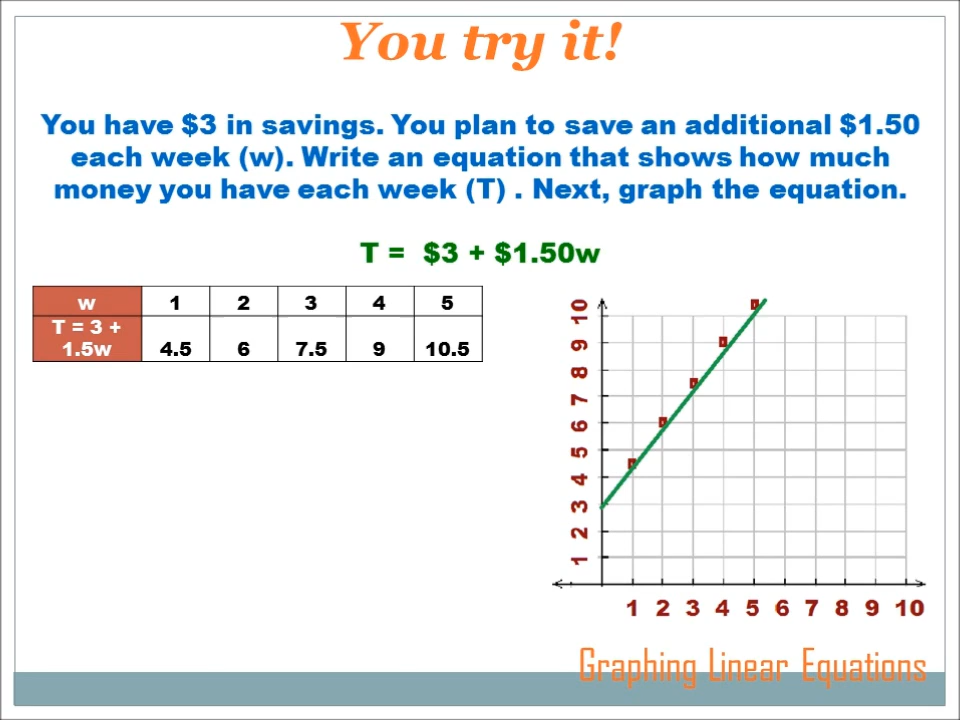 You try it!
You have $3 in savings. You plan to save an additional $1.50
each week (w). Write an equation that shows how much
money you have each week (T) . Next, graph the equation.
T = $3 + $1.50w
w 1 2 3 4 5
T = 3 +
1.5w 4.5 6 7.5 9 10.5
10
9
8
7
6
5
4
3
2
1
1 2 3 4 5 6 7 8 9 10
Graphing Linear Equations